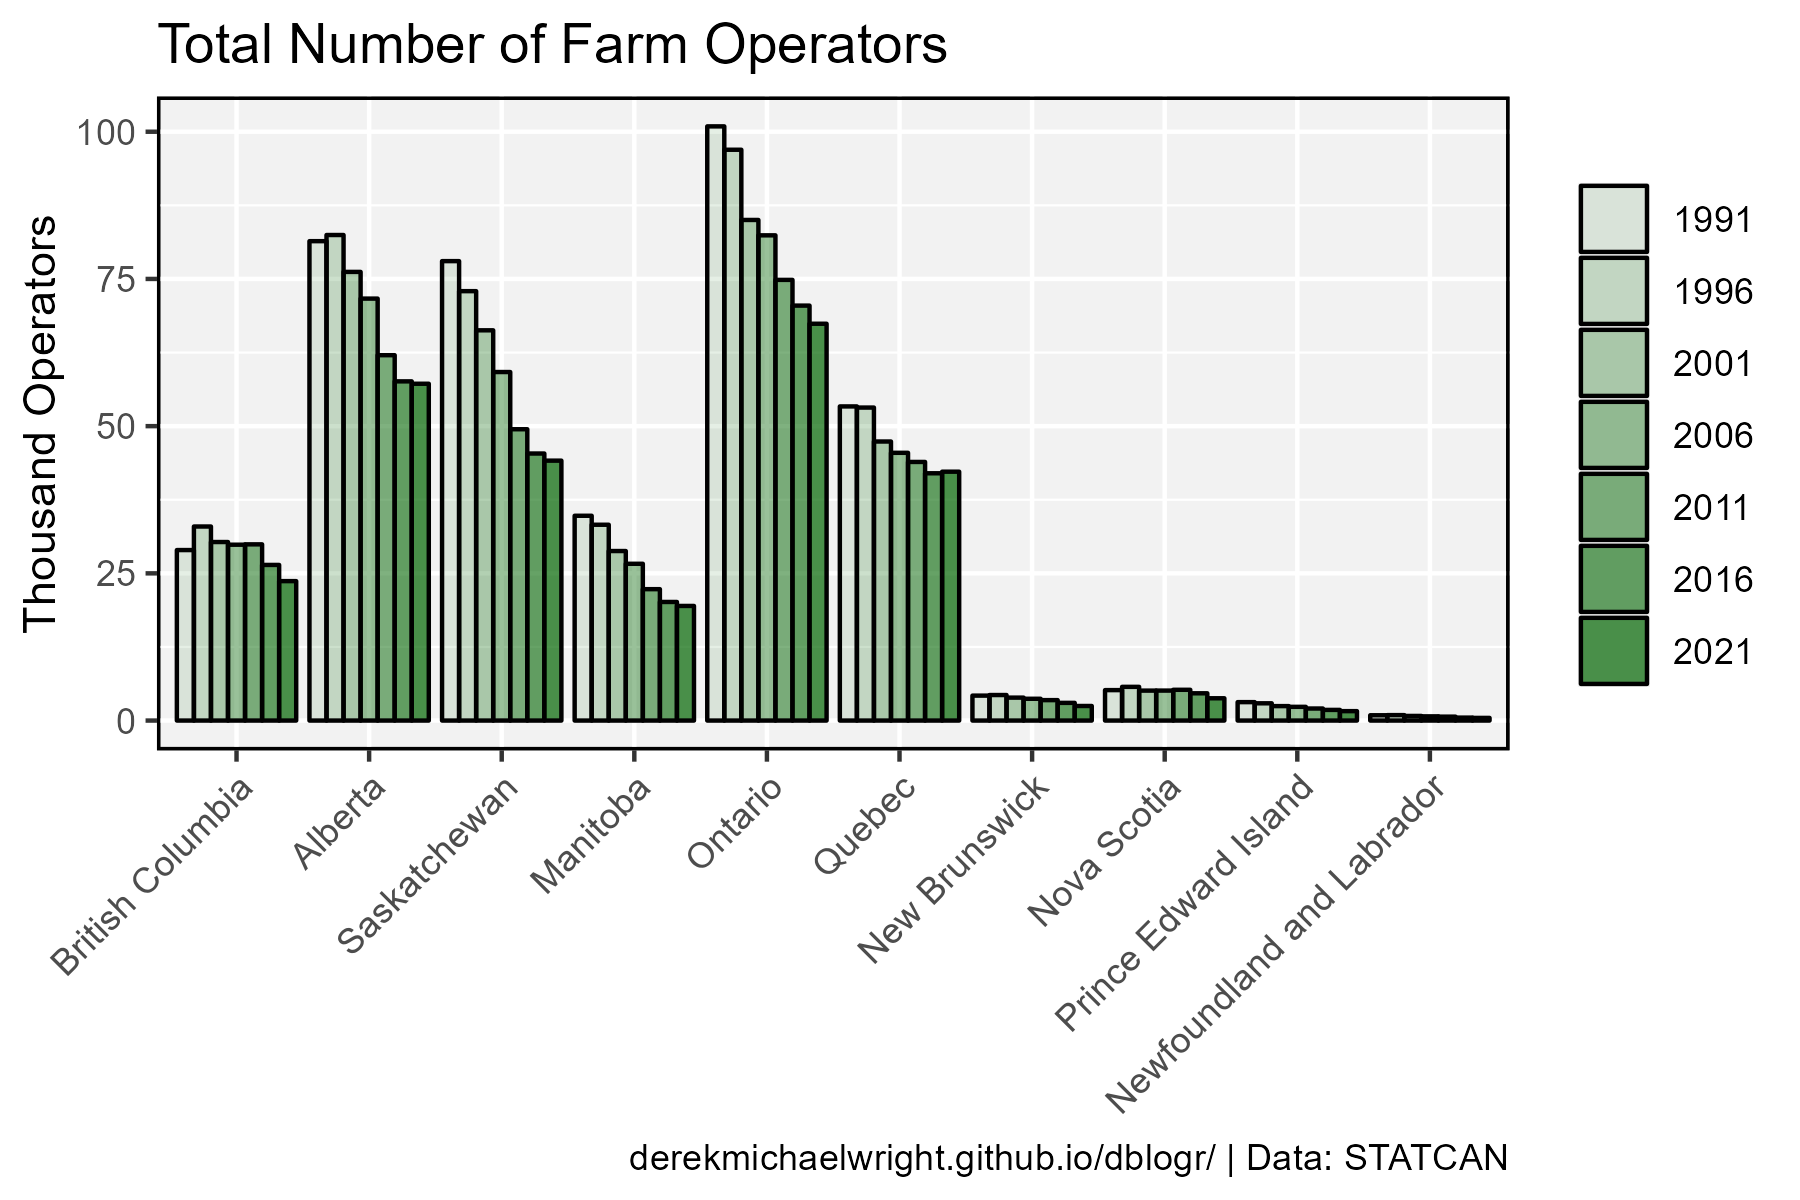 Total Number of Farm Operators
Thousand Operators
100
75
50
25
0
British Columbia
Alberta
Saskatchewan
Manitoba
Ontario
Quebec
New Brunswick
Nova Scotia
Prince Edward Island
Newfoundland and Labrador
1991
1996
2001
2006
2011
2016
2021
derekmichaelwright.github.io/dblogr/ | Data: STATCAN